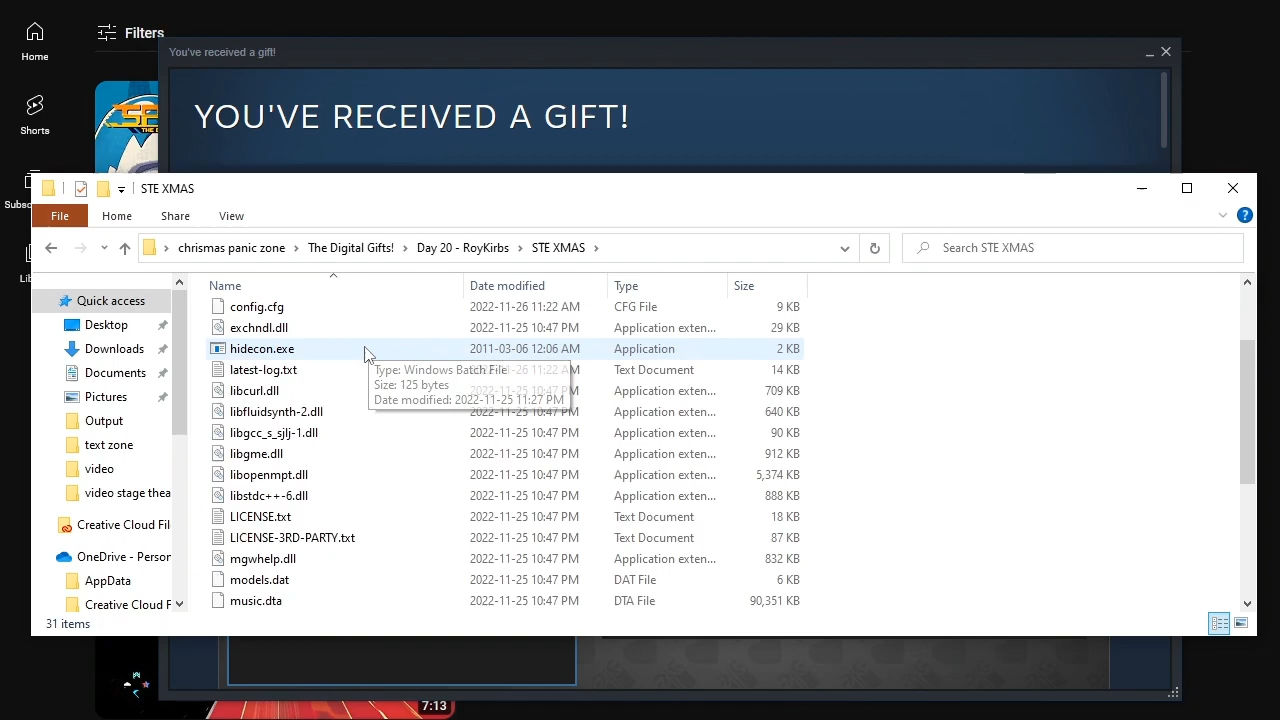 Home
Filters
You've received a gift!
YOU'VE RECEIVED A GIFT!
Shorts
STE XMAS
File Home Share View
chrismas panic zone > The Digital Gifts! > Day 20 - RoyKirbs > STE XMAS >
Search STE XMAS
Name Date modified Type Size
config.cfg 2022-11-26 11:22 AM CFG File 9 KB
exchndl.dll 2022-11-25 10:47 PM Application exten... 29 KB
hidecon.exe 2011-03-06 12:06 AM Application 2 KB
latest-log.txt 11:22 AM Text Document 14 KB
libcurl.dll Application exten... 709 KB
libfluidsynth-2.dll 2022-11-25 10:47 PM Application exten... 640 KB
libgcc_s_sjlj-1.dll 2022-11-25 10:47 PM Application exten... 90 KB
libgme.dll 2022-11-25 10:47 PM Application exten... 912 KB
libopenmpt.dll 2022-11-25 10:47 PM Application exten... 5,374 KB
libstdc++-6.dll 2022-11-25 10:47 PM Application exten... 888 KB
LICENSE.txt 2022-11-25 10:47 PM Text Document 18 KB
LICENSE-3RD-PARTY.txt 2022-11-25 10:47 PM Text Document 87 KB
mgwhelp.dll 2022-11-25 10:47 PM Application exten... 832 KB
models.dat 2022-11-25 10:47 PM DAT File 6 KB
music.dta 2022-11-25 10:47 PM DTA File 90,351 KB
Type: Windows Batch File
Size: 125 bytes
Date modified: 2022-11-25 11:27 PM
Quick access
Desktop
Downloads
Documents
Pictures
Output
text zone
video
video stage thea
Creative Cloud Fil
OneDrive - Person
AppData
Creative Cloud F
31 items
7:13